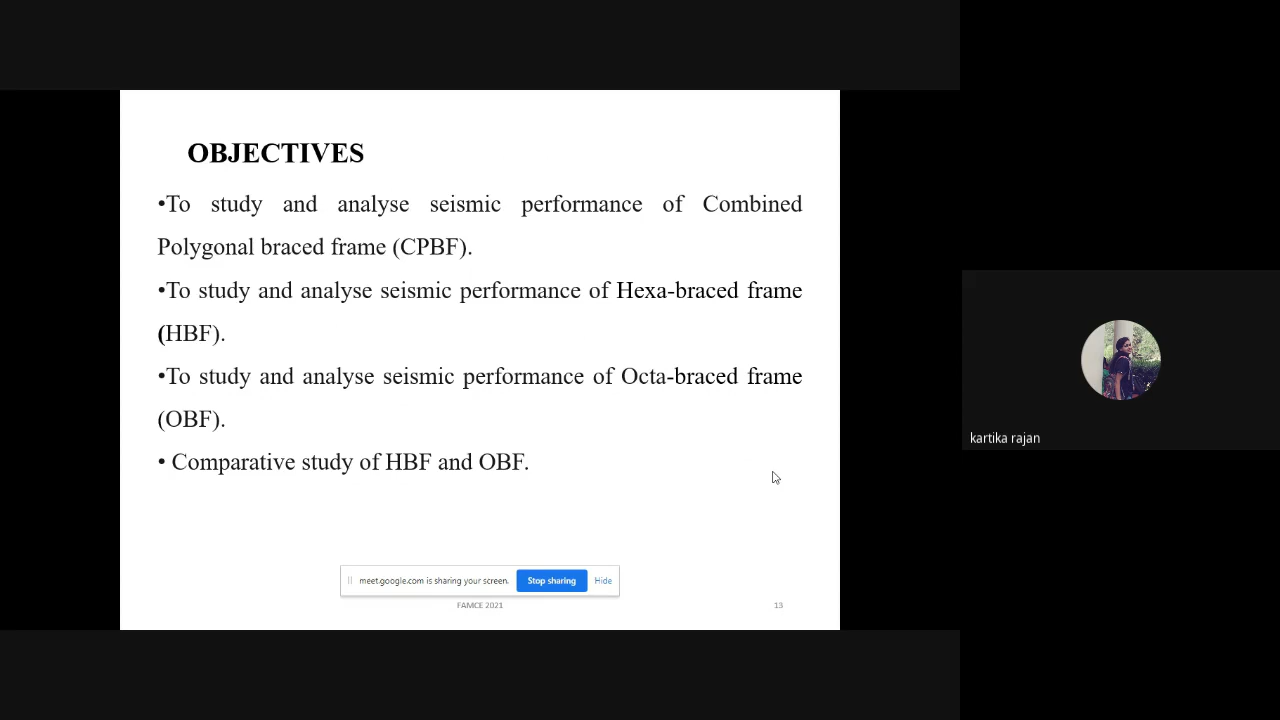 OBJECTIVES
•To study and analyse seismic performance of Combined
Polygonal braced frame (CPBF).
•To study and analyse seismic performance of Hexa-braced frame
(HBF).
•To study and analyse seismic performance of Octa-braced frame
(OBF).
• Comparative study of HBF and OBF.
kartika rajan
meet.google.com is sharing your screen. Stop sharing Hide
FAMCE 2021 13